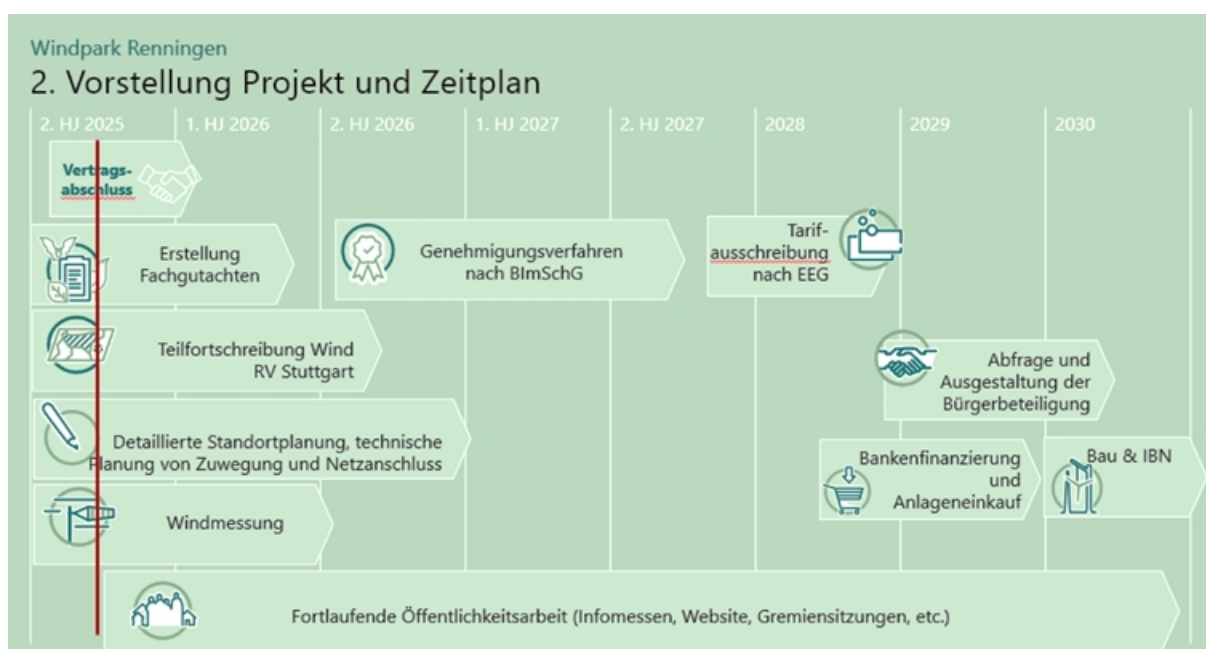 Windpark Renningen
2. Vorstellung Projekt und Zeitplan
2. HJ 2025
1. HJ 2026
2. HJ 2026
1. HJ 2027
2. HJ 2027
2028
2029
2030
Vertrags-
abschluss
Erstellung
Fachgutachten
Genehmigungsverfahren
nach BImSchG
Tarif-
ausschreibung
nach EEG
Teilfortschreibung Wind
RV Stuttgart
Abfrage und
Ausgestaltung der
Bürgerbeteiligung
Detaillierte Standortplanung, technische
Planung von Zuwegung und Netzanschluss
Bankenfinanzierung
und
Anlageneinkauf
Bau & IBN
Windmessung
Fortlaufende Öffentlichkeitsarbeit (Infomessen, Website, Gremiensitzungen, etc.)